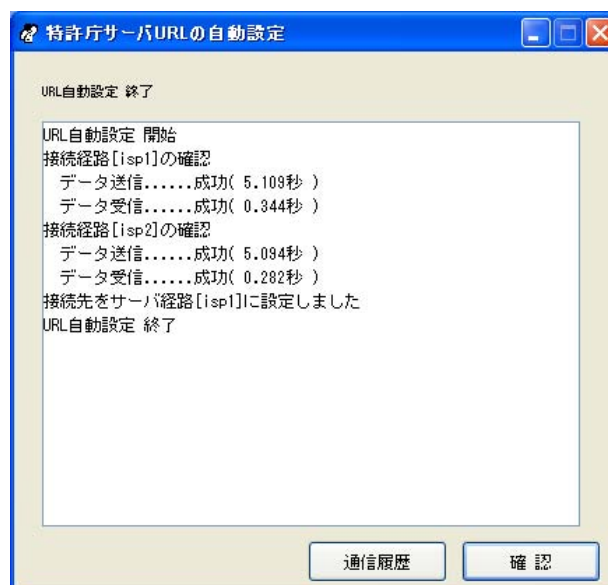 特許庁サーバURLの自動設定
URL自動設定 終了
URL自動設定 開始
接続経路[isp1]の確認
データ送信......成功( 5.109秒 )
データ受信......成功( 0.344秒 )
接続経路[isp2]の確認
データ送信......成功( 5.094秒 )
データ受信......成功( 0.282秒 )
接続先をサーバ経路[isp1]に設定しました
URL自動設定 終了
通信履歴
確 認